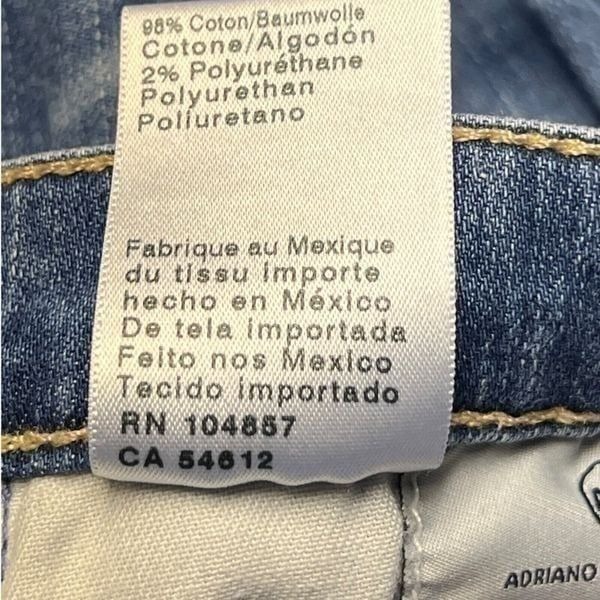 98% Coton/Baumwolle
Cotone/Algodón
2% Polyuréthane
Polyurethan
Poliuretano
Fabrique au Mexique
du tissu importe
hecho en México
De tela importada
Feito nos Mexico
Tecido importado
RN 104857
CA 54612
ADRIANO